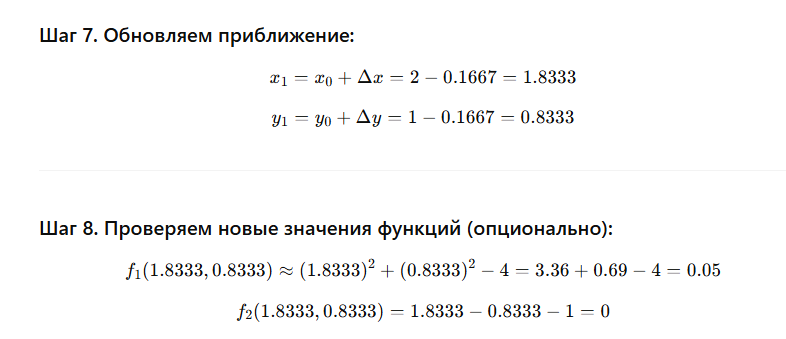 Шаг 7. Обновляем приближение:
x₁ = x₀ + Δx = 2 − 0.1667 = 1.8333
y₁ = y₀ + Δy = 1 − 0.1667 = 0.8333
Шаг 8. Проверяем новые значения функций (опционально):
f₁(1.8333, 0.8333) ≈ (1.8333)² + (0.8333)² − 4 = 3.36 + 0.69 − 4 = 0.05
f₂(1.8333, 0.8333) = 1.8333 − 0.8333 − 1 = 0